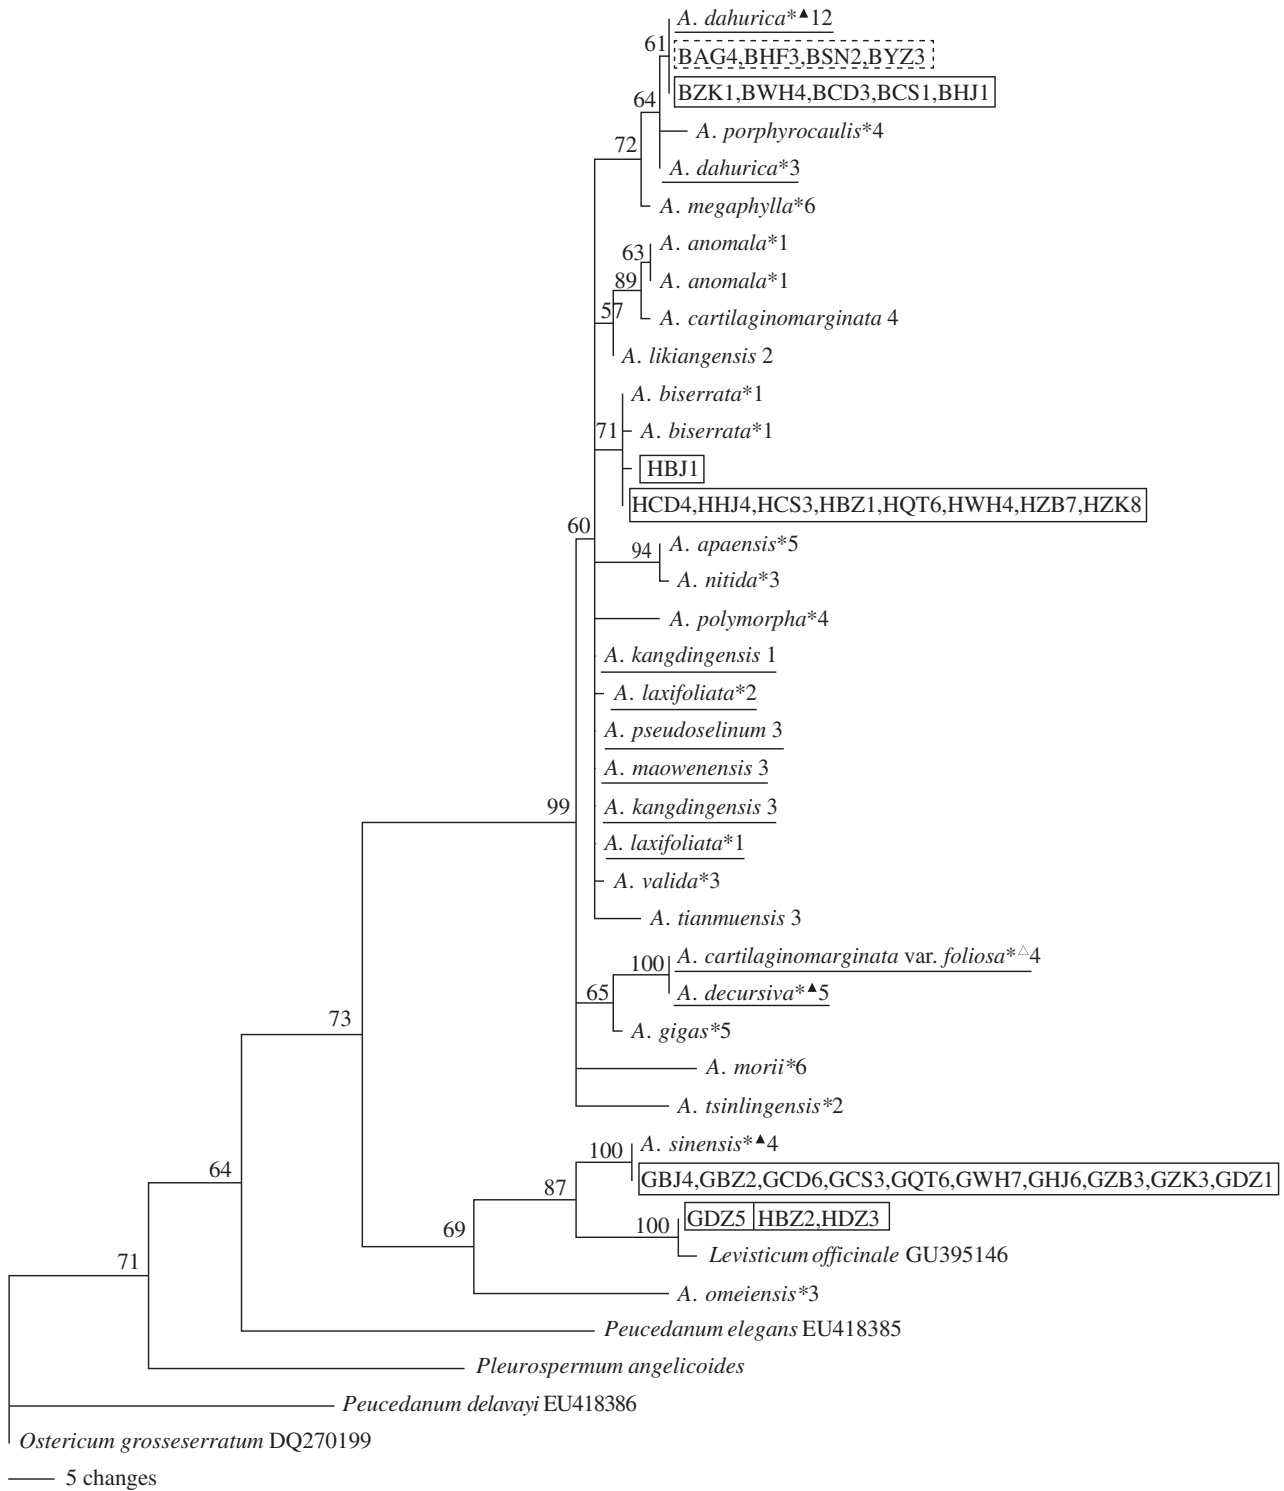 A. dahurica*▲12
61
BAG4,BHF3,BSN2,BYZ3
BZK1,BWH4,BCD3,BCS1,BHJ1
64
A. porphyrocaulis*4
72
A. dahurica*3
A. megaphylla*6
A. anomala*1
63
A. anomala*1
89
57
A. cartilaginomarginata 4
A. likiangensis 2
A. biserrata*1
71
A. biserrata*1
HBJ1
HCD4,HHJ4,HCS3,HBZ1,HQT6,HWH4,HZB7,HZK8
60
A. apaensis*5
94
A. nitida*3
A. polymorpha*4
A. kangdingensis 1
A. laxifoliata*2
A. pseudoselinum 3
A. maowenensis 3
99
A. kangdingensis 3
A. laxifoliata*1
A. valida*3
A. tianmuensis 3
A. cartilaginomarginata var. foliosa*△4
100
A. decursiva*▲5
65
A. gigas*5
73
A. morii*6
A. tsinlingensis*2
A. sinensis*▲4
100
64
GBJ4,GBZ2,GCD6,GCS3,GQT6,GWH7,GHJ6,GZB3,GZK3,GDZ1
87
GDZ5 HBZ2,HDZ3
100
69
Levisticum officinale GU395146
71
A. omeiensis*3
Peucedanum elegans EU418385
Pleurospermum angelicoides
Peucedanum delavayi EU418386
Ostericum grosseserratum DQ270199
5 changes